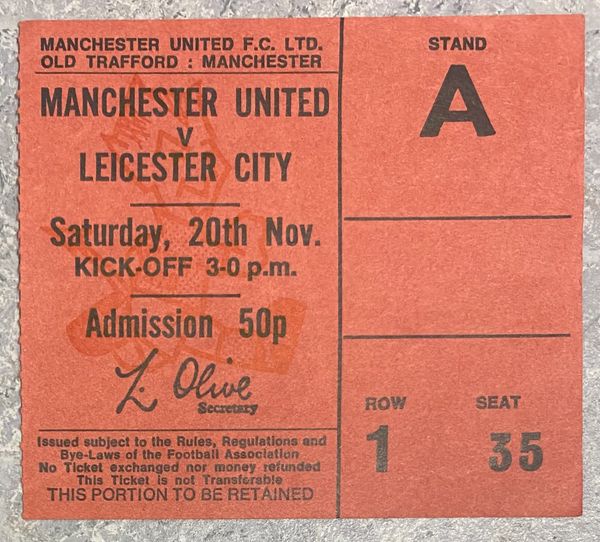 MANCHESTER UNITED F.C. LTD.
OLD TRAFFORD : MANCHESTER
MANCHESTER UNITED
V
LEICESTER CITY
Saturday, 20th Nov.
KICK-OFF 3-0 p.m.
Admission 50p
L. Olive
Secretary
Issued subject to the Rules, Regulations and
Bye-Laws of the Football Association
No Ticket exchanged nor money refunded
This Ticket is not Transferable
THIS PORTION TO BE RETAINED
STAND
A
ROW SEAT
1 35